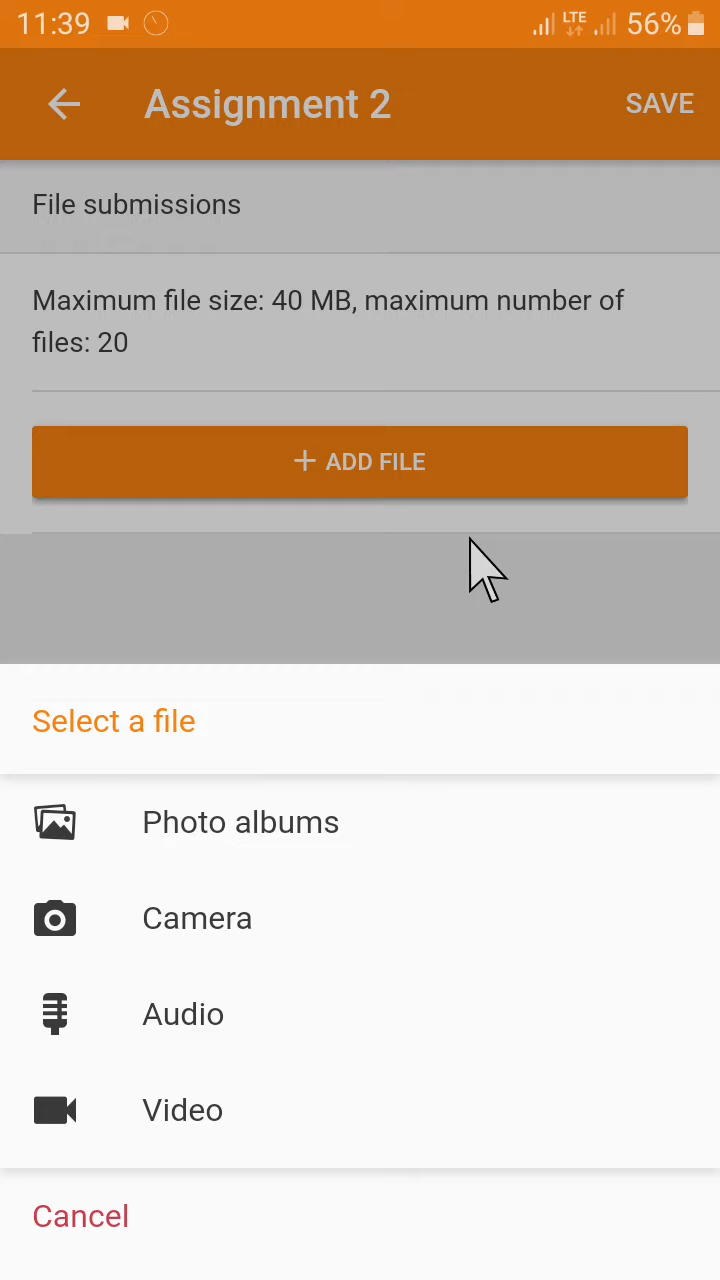 11:39 LTE 56%
Assignment 2 SAVE
File submissions
Maximum file size: 40 MB, maximum number of
files: 20
ADD FILE
Select a file
Photo albums
Camera
Audio
Video
Cancel